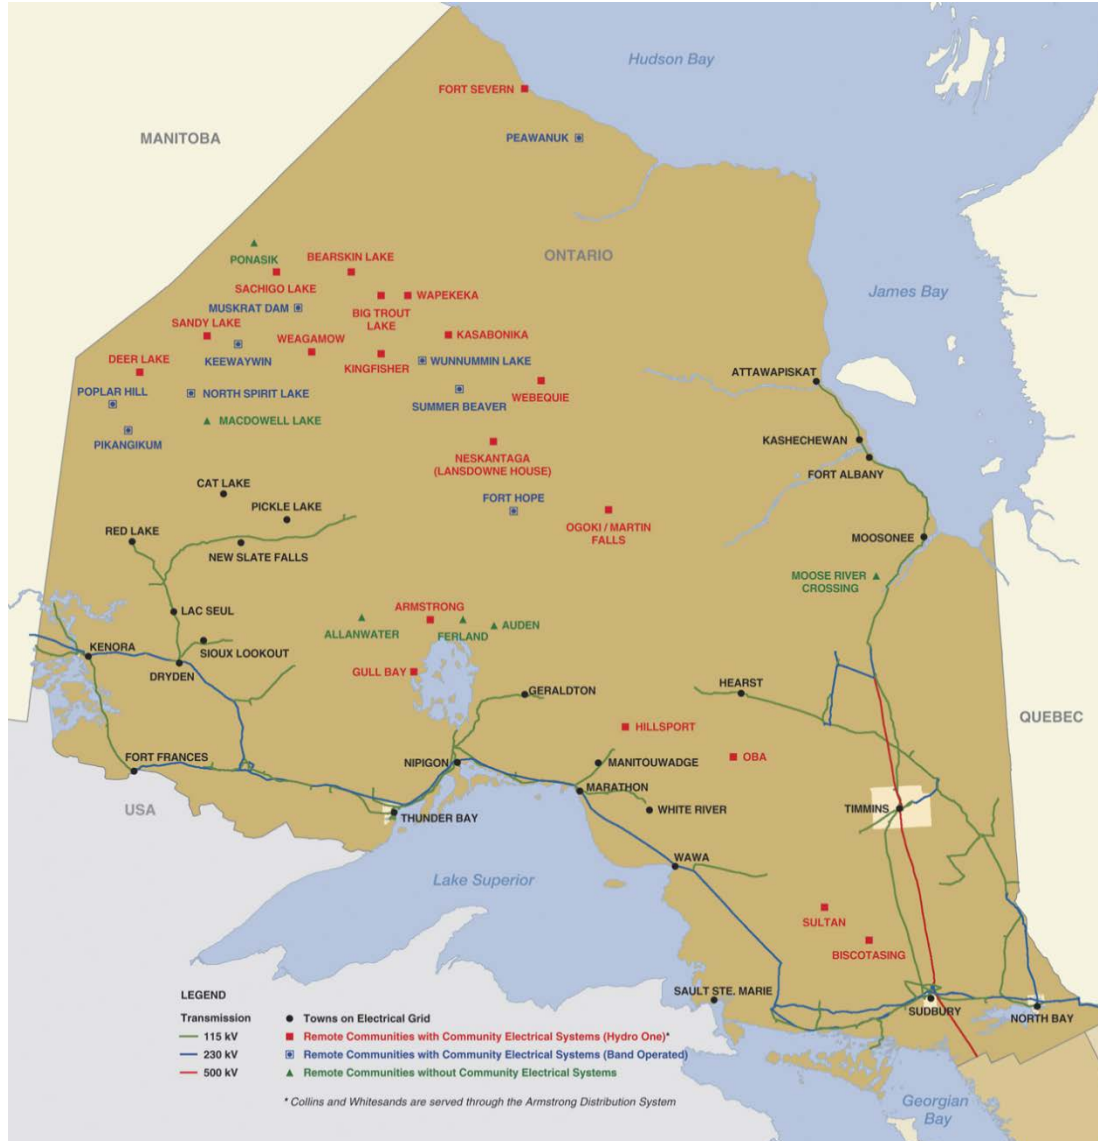 Hudson Bay
FORT SEVERN
MANITOBA
PEAWANUK
ONTARIO
PONASIK
BEARSKIN LAKE
SACHIGO LAKE
James Bay
WAPEKEKA
MUSKRAT DAM
BIG TROUT
LAKE
SANDY LAKE
KASABONIKA
WEAGAMOW
KEEWAYWIN
DEER LAKE
WUNNUMMIN LAKE
KINGFISHER
ATTAWAPISKAT
POPLAR HILL
NORTH SPIRIT LAKE
WEBEQUIE
SUMMER BEAVER
MACDOWELL LAKE
PIKANGIKUM
KASHECHEWAN
NESKANTAGA
(LANSDOWNE HOUSE)
FORT ALBANY
CAT LAKE
FORT HOPE
PICKLE LAKE
OGOKI / MARTIN
FALLS
RED LAKE
MOOSONEE
NEW SLATE FALLS
MOOSE RIVER
CROSSING
ARMSTRONG
LAC SEUL
AUDEN
ALLANWATER
FERLAND
KENORA
SIOUX LOOKOUT
DRYDEN
GULL BAY
HEARST
GERALDTON
QUEBEC
HILLSPORT
FORT FRANCES
OBA
NIPIGON
MANITOUWADGE
MARATHON
USA
WHITE RIVER
TIMMINS
THUNDER BAY
WAWA
Lake Superior
SULTAN
BISCOTASING
SAULT STE. MARIE
SUDBURY
NORTH BAY
LEGEND
Transmission
115 kV
230 kV
500 kV
Towns on Electrical Grid
Remote Communities with Community Electrical Systems (Hydro One)*
Remote Communities with Community Electrical Systems (Band Operated)
Remote Communities without Community Electrical Systems
* Collins and Whitesands are served through the Armstrong Distribution System
Georgian
Bay